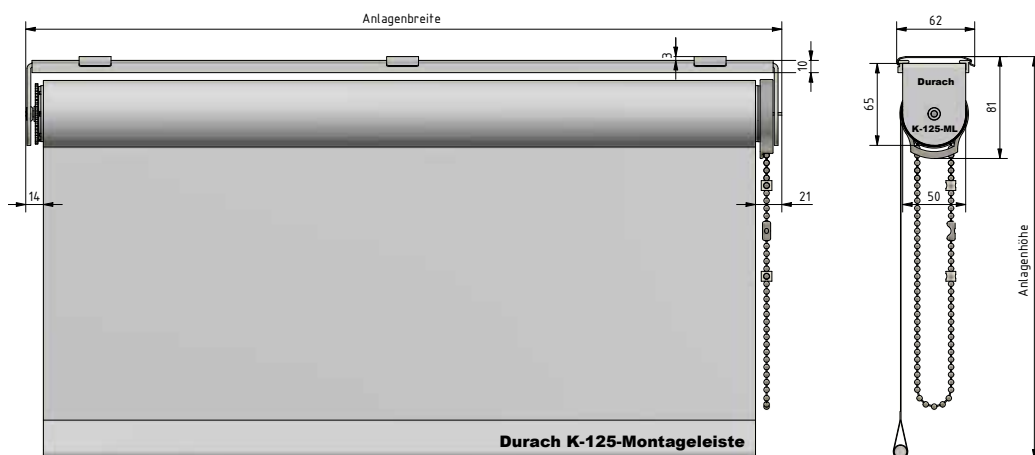 Anlagenbreite
62
3
10
Durach
65
K-125-ML
81
14
21
50
Anlagenhöhe
Durach K-125-Montageleiste